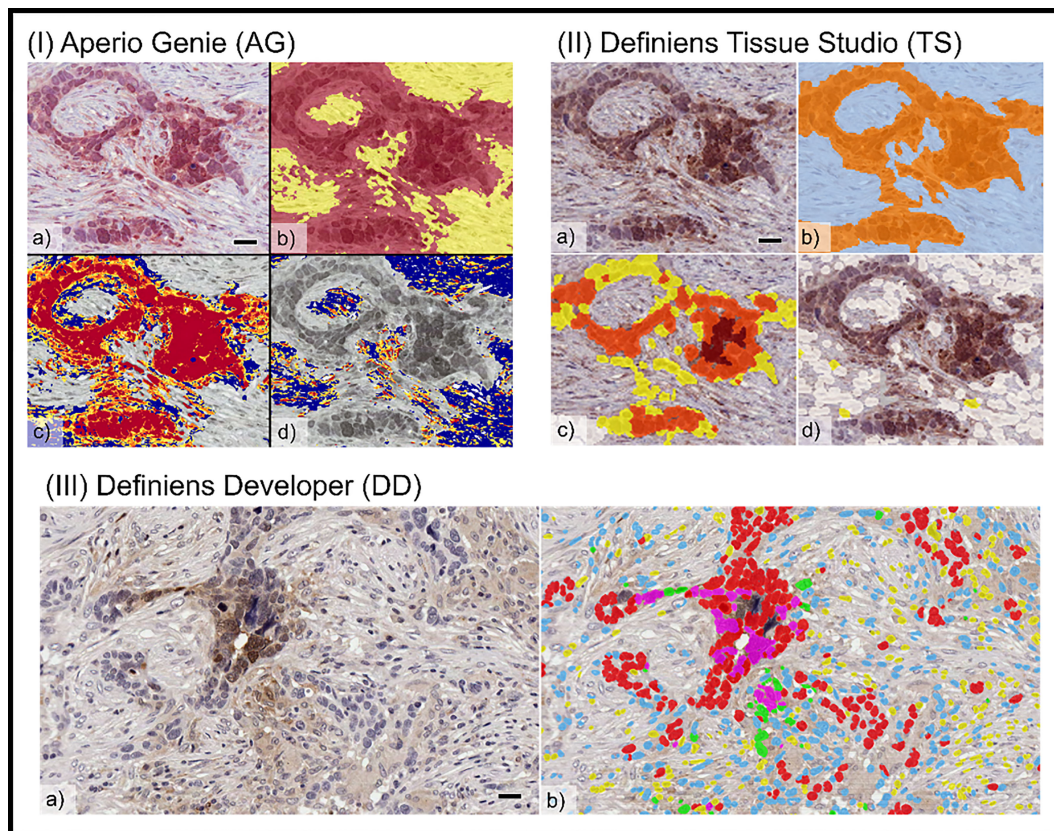 (I) Aperio Genie (AG)
(II) Definiens Tissue Studio (TS)
a)
b)
a)
b)
c)
d)
c)
d)
(III) Definiens Developer (DD)
a)
b)